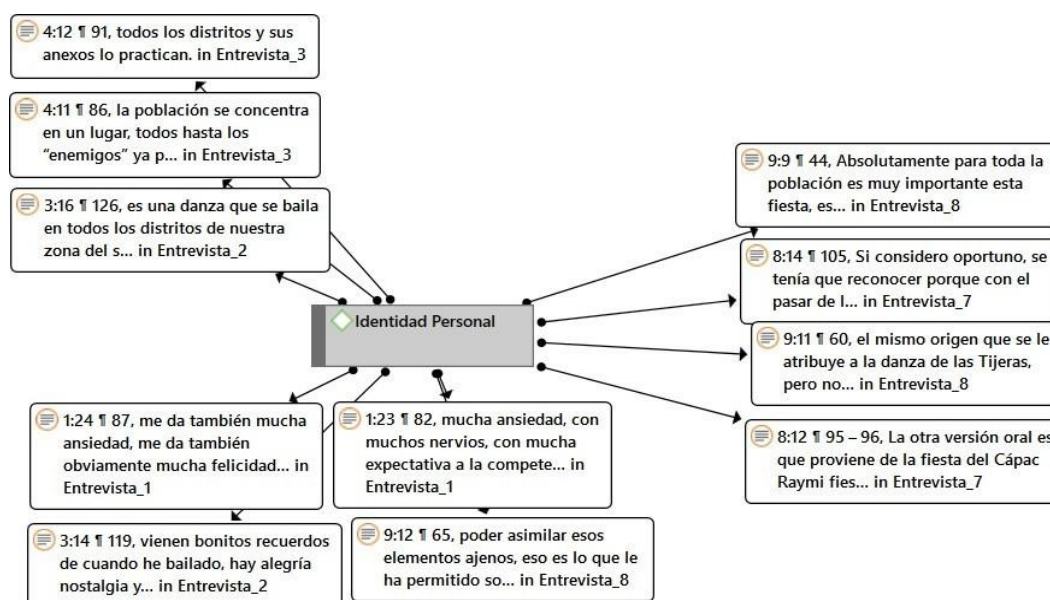 4:12 ¶ 91, todos los distritos y sus
anexos lo practican. in Entrevista_3
4:11 ¶ 86, la población se concentra
en un lugar, todos hasta los
“enemigos” ya p... in Entrevista_3
3:16 ¶ 126, es una danza que se baila
en todos los distritos de nuestra
zona del s... in Entrevista_2
9:9 ¶ 44, Absolutamente para toda la
población es muy importante esta
fiesta, es... in Entrevista_8
8:14 ¶ 105, Si considero oportuno, se
tenía que reconocer porque con el
pasar de l... in Entrevista_7
9:11 ¶ 60, el mismo origen que se le
atribuye a la danza de las Tijeras,
pero no... in Entrevista_8
8:12 ¶ 95 – 96, La otra versión oral es
que proviene de la fiesta del Cápac
Raymi fies... in Entrevista_7
Identidad Personal
1:24 ¶ 87, me da también mucha
ansiedad, me da también
obviamente mucha felicidad... in
Entrevista_1
1:23 ¶ 82, mucha ansiedad, con
muchos nervios, con mucha
expectativa a la compete... in
Entrevista_1
3:14 ¶ 119, vienen bonitos recuerdos
de cuando he bailado, hay alegría
nostalgia y... in Entrevista_2
9:12 ¶ 65, poder asimilar esos
elementos ajenos, eso es lo que le
ha permitido so... in Entrevista_8